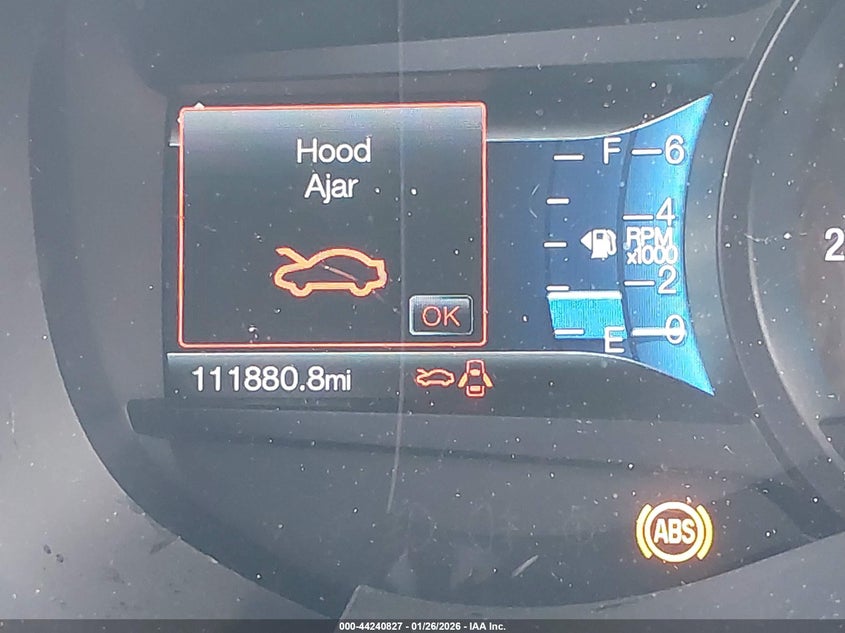 Hood
Ajar
OK
F
6
4
RPM
x1000
2
E
0
2
111880.8mi
ABS
000-44240827 - 01/26/2026 - IAA Inc.